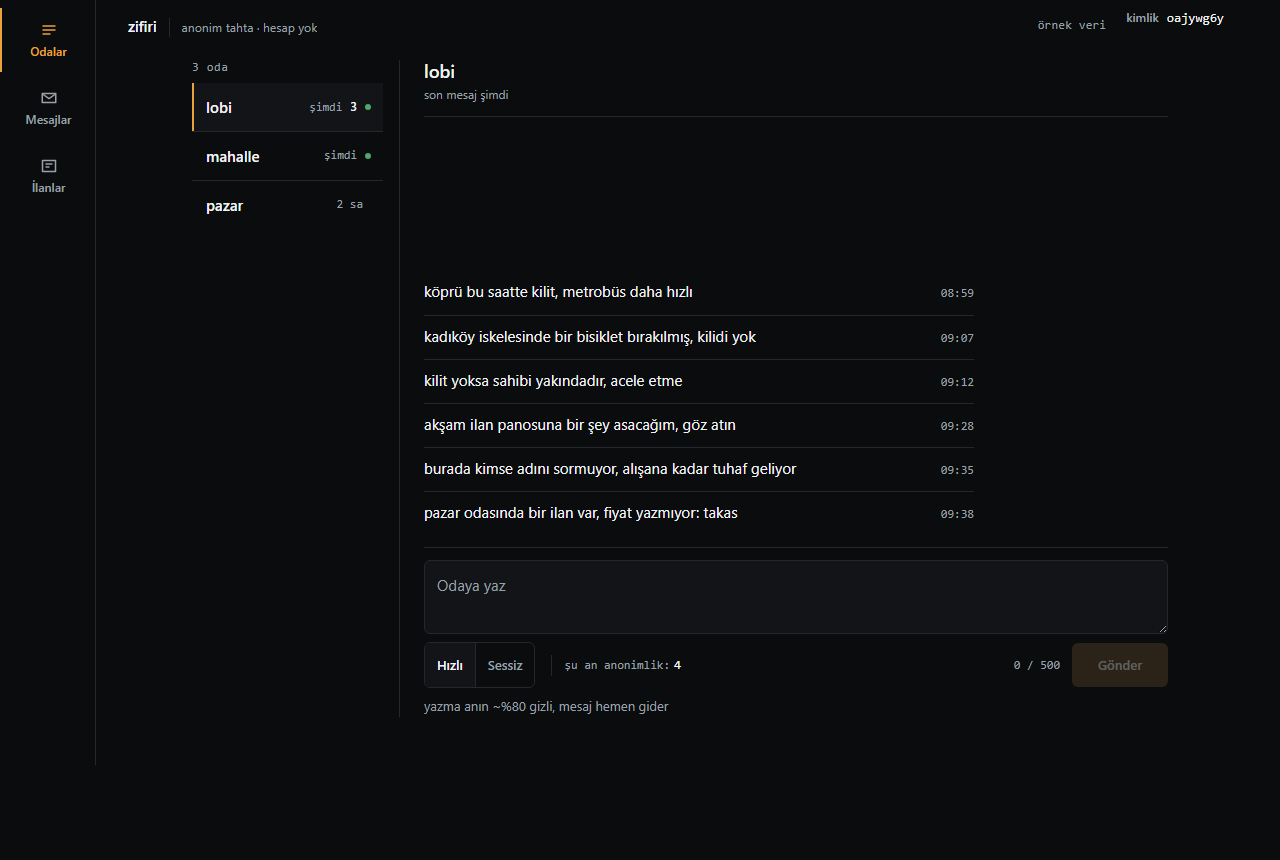 Odalar
Mesajlar
İlanlar
zifiri anonim tahta · hesap yok
örnek veri kimlik oajywg6y
3 oda
lobi şimdi 3
mahalle şimdi
pazar 2 sa
lobi
son mesaj şimdi
köprü bu saatte kilit, metrobüs daha hızlı 08:59
kadıköy iskelesinde bir bisiklet bırakılmış, kilidi yok 09:07
kilit yoksa sahibi yakındadır, acele etme 09:12
akşam ilan panosuna bir şey asacağım, göz atın 09:28
burada kimse adını sormuyor, alışana kadar tuhaf geliyor 09:35
pazar odasında bir ilan var, fiyat yazmıyor: takas 09:38
Odaya yaz
Hızlı Sessiz şu an anonimlik: 4 0 / 500 Gönder
yazma anın ~%80 gizli, mesaj hemen gider